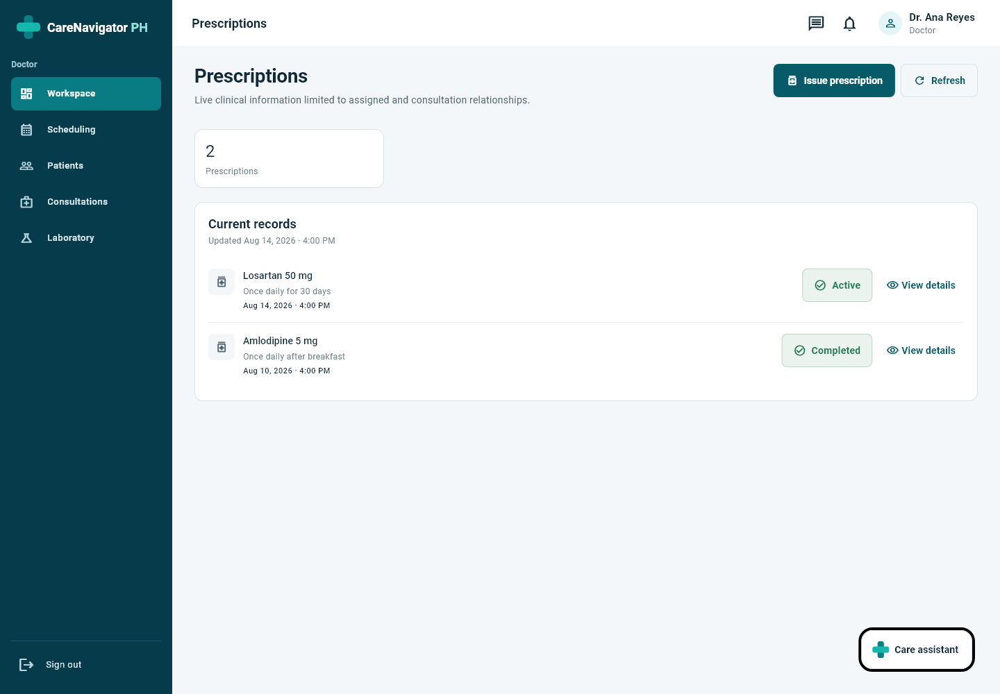 CareNavigator PH
Doctor
Workspace
Scheduling
Patients
Consultations
Laboratory
Sign out
Prescriptions
Dr. Ana Reyes
Doctor
Prescriptions
Live clinical information limited to assigned and consultation relationships.
Issue prescription
Refresh
2
Prescriptions
Current records
Updated Aug 14, 2026 · 4:00 PM
Losartan 50 mg
Once daily for 30 days
Aug 14, 2026 · 4:00 PM
Active
View details
Amlodipine 5 mg
Once daily after breakfast
Aug 10, 2026 · 4:00 PM
Completed
View details
Care assistant